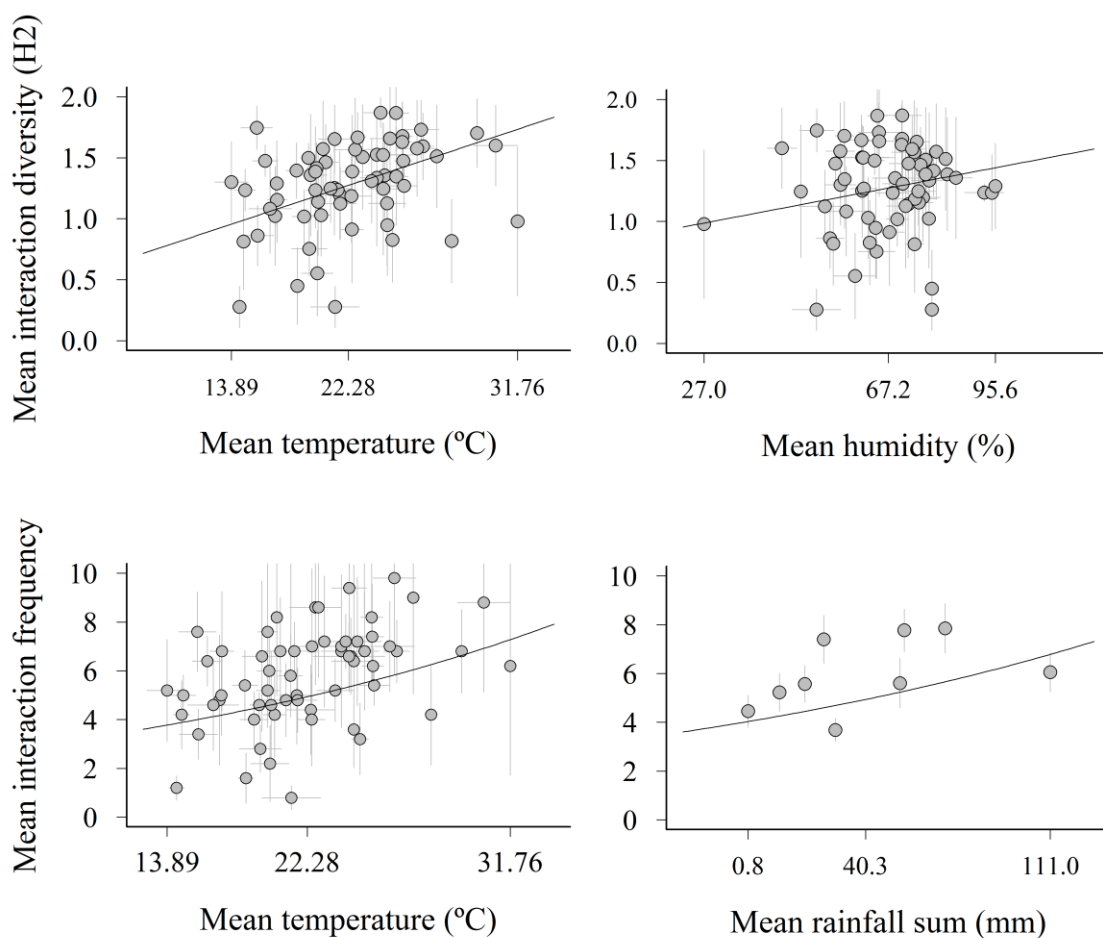 Mean interaction diversity (H2)
2.0
1.5
1.0
0.5
0.0
13.89 22.28 31.76
Mean temperature (ºC)
2.0
1.5
1.0
0.5
0.0
27.0 67.2 95.6
Mean humidity (%)
Mean interaction frequency
10
8
6
4
2
0
13.89 22.28 31.76
Mean temperature (ºC)
10
8
6
4
2
0
0.8 40.3 111.0
Mean rainfall sum (mm)